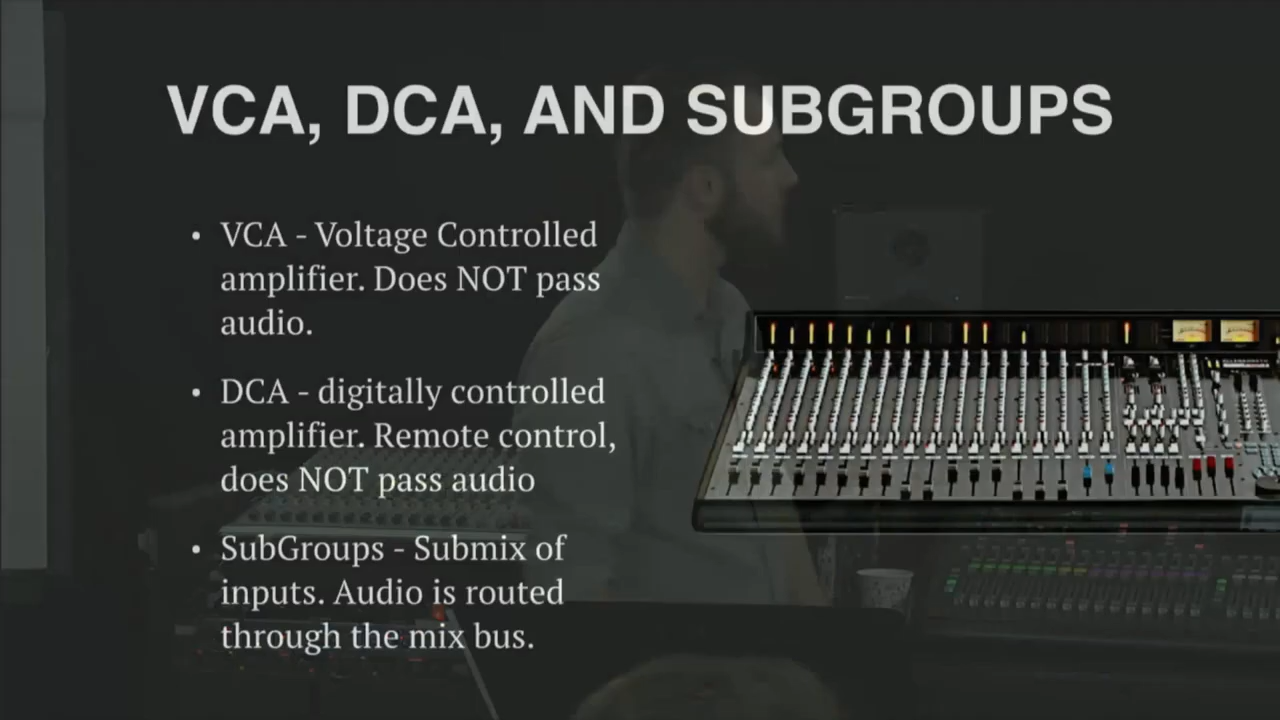 VCA, DCA, AND SUBGROUPS
• VCA - Voltage Controlled
amplifier. Does NOT pass
audio.
• DCA - digitally controlled
amplifier. Remote control,
does NOT pass audio
• SubGroups - Submix of
inputs. Audio is routed
through the mix bus.